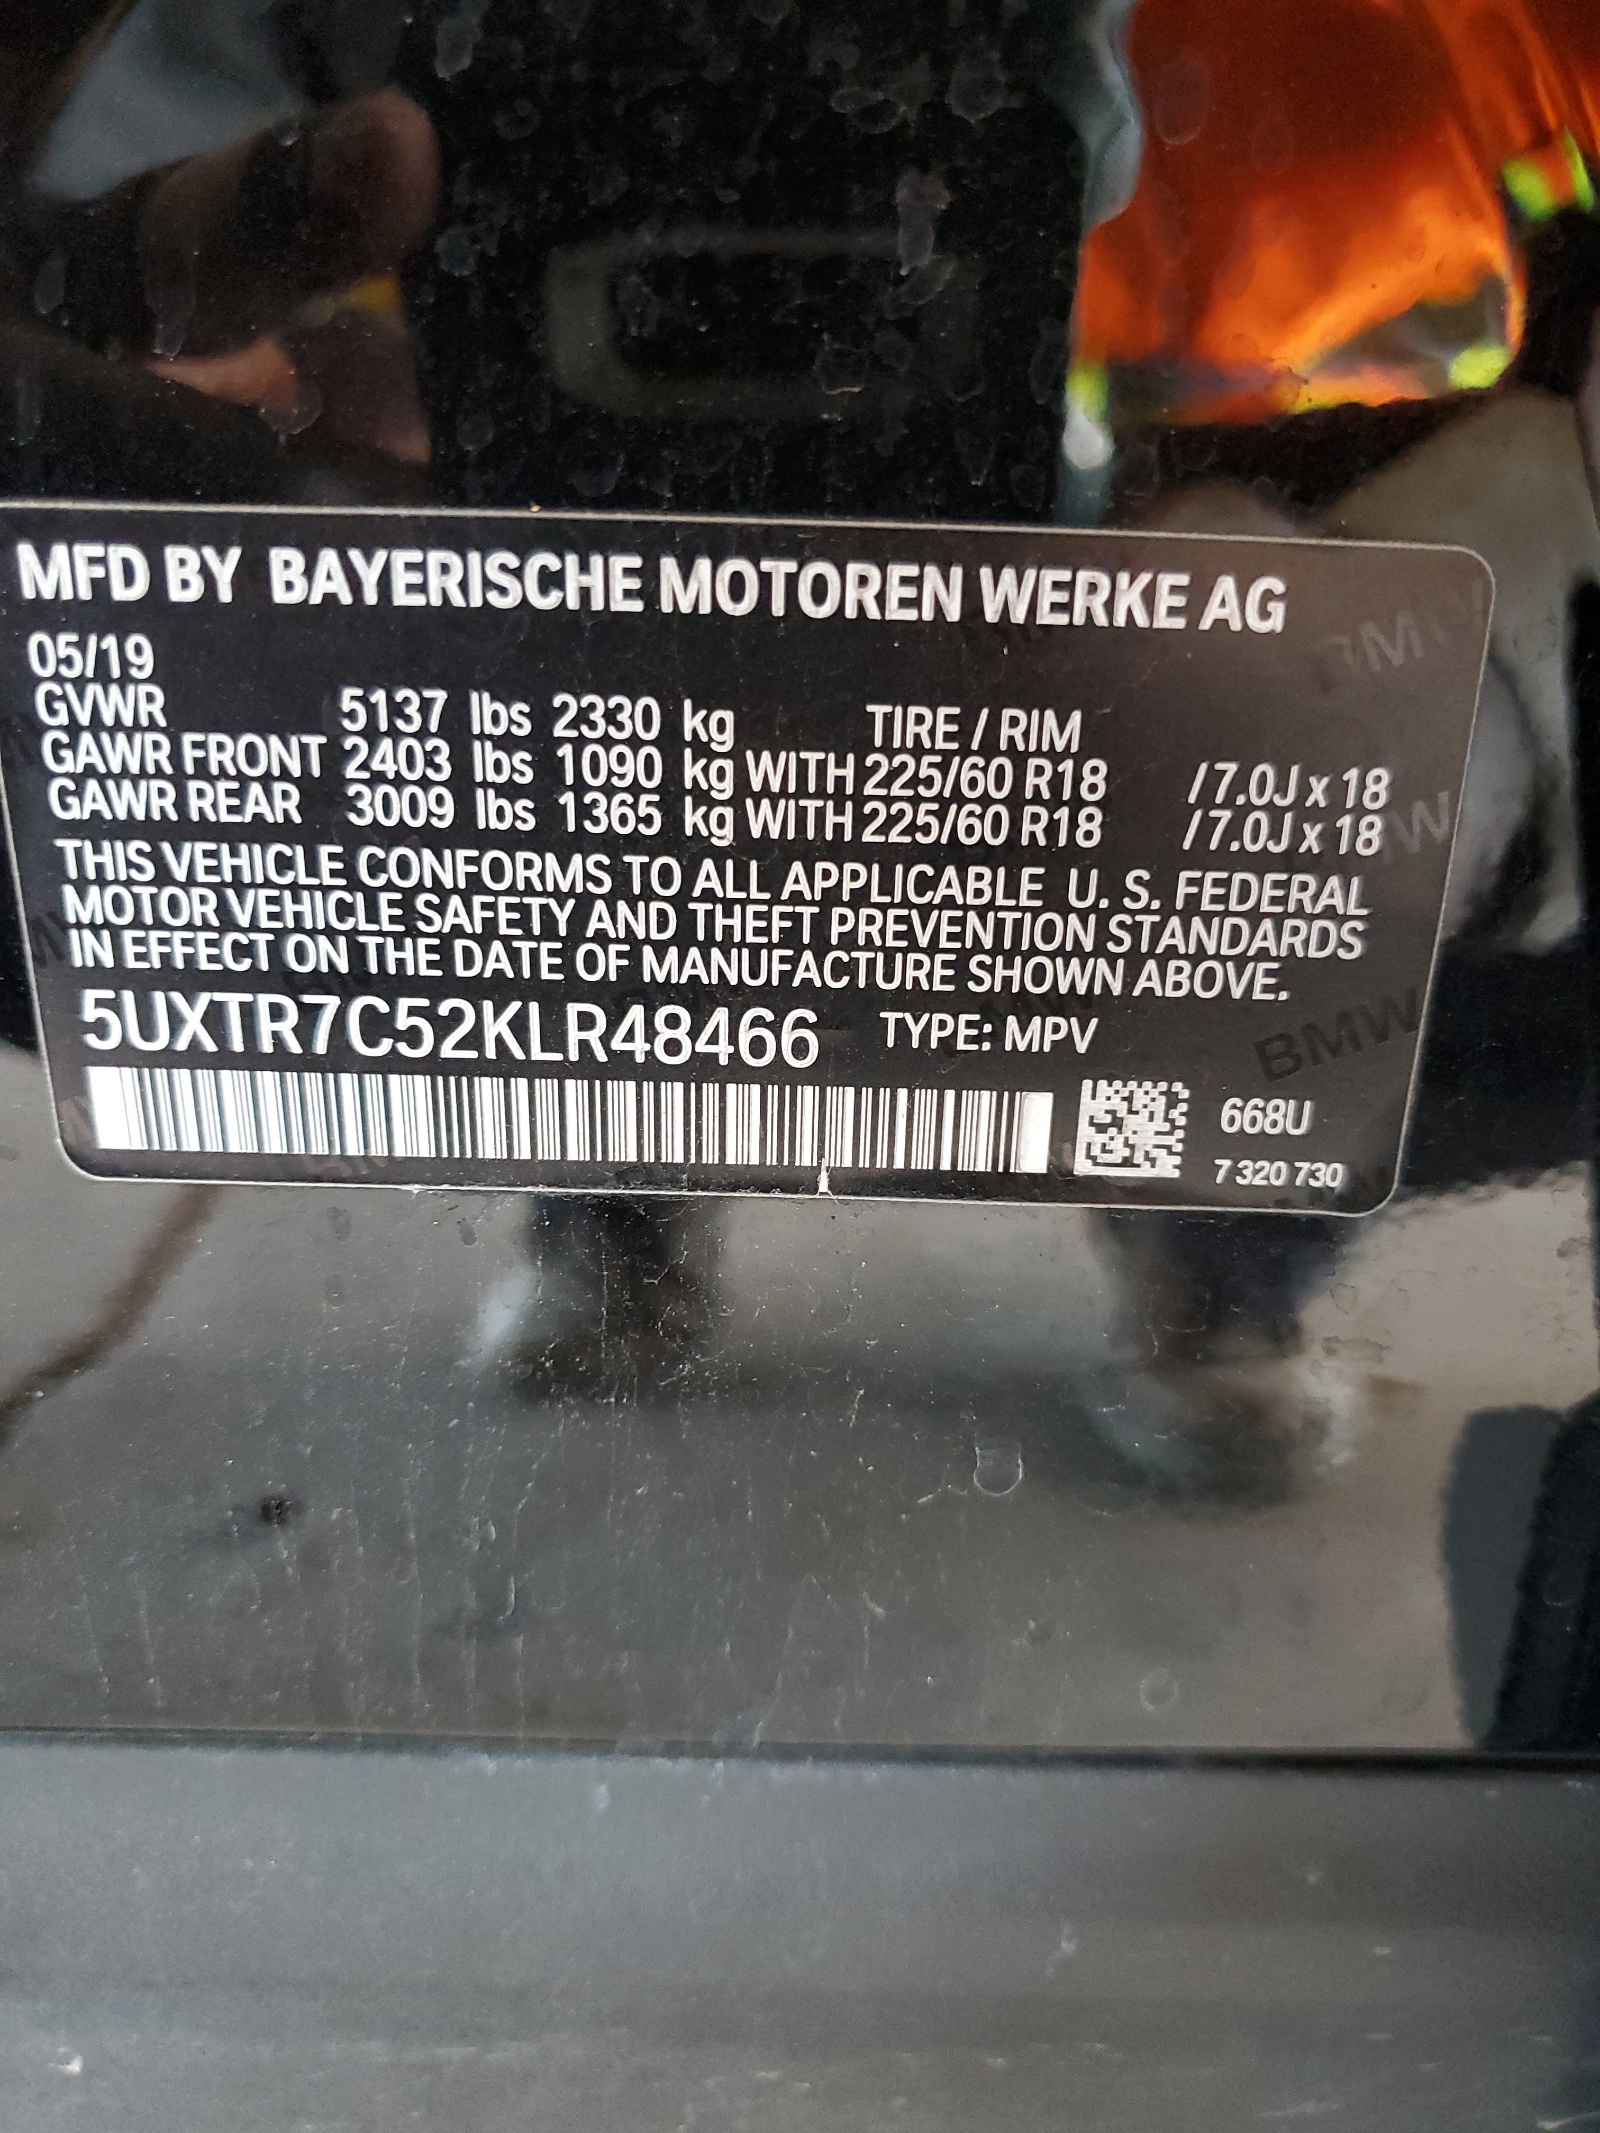 MFD BY BAYERISCHE MOTOREN WERKE AG
05/19
GVWR 5137 lbs 2330 kg TIRE / RIM
GAWR FRONT 2403 lbs 1090 kg WITH 225/60 R18 / 7.0J x 18
GAWR REAR 3009 lbs 1365 kg WITH 225/60 R18 / 7.0J x 18
THIS VEHICLE CONFORMS TO ALL APPLICABLE U. S. FEDERAL
MOTOR VEHICLE SAFETY AND THEFT PREVENTION STANDARDS
IN EFFECT ON THE DATE OF MANUFACTURE SHOWN ABOVE.
5UXTR7C52KLR48466 TYPE: MPV
BMW
668U
7 320 730